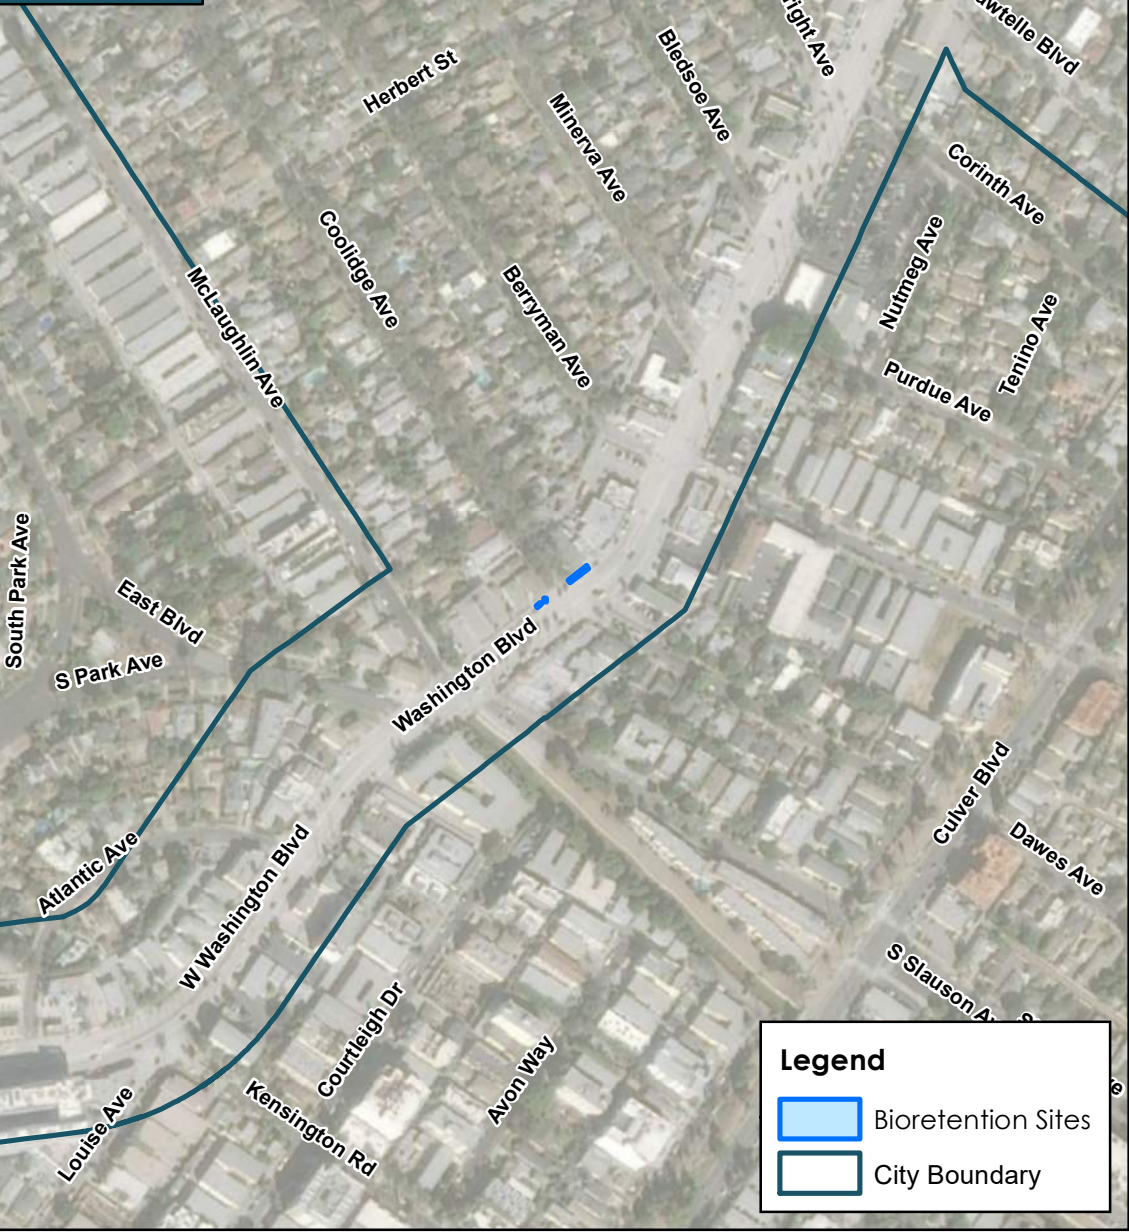 Herbert St
Bledsoe Ave
Minerva Ave
Corinth Ave
Coolidge Ave
Nutmeg Ave
McLaughlin Ave
Berryman Ave
Tenino Ave
Purdue Ave
South Park Ave
East Blvd
S Park Ave
Washington Blvd
Culver Blvd
Dawes Ave
Atlantic Ave
W Washington Blvd
S Slauson
Courtleigh Dr
Avon Way
Louise Ave
Kensington Rd
Legend
Bioretention Sites
City Boundary